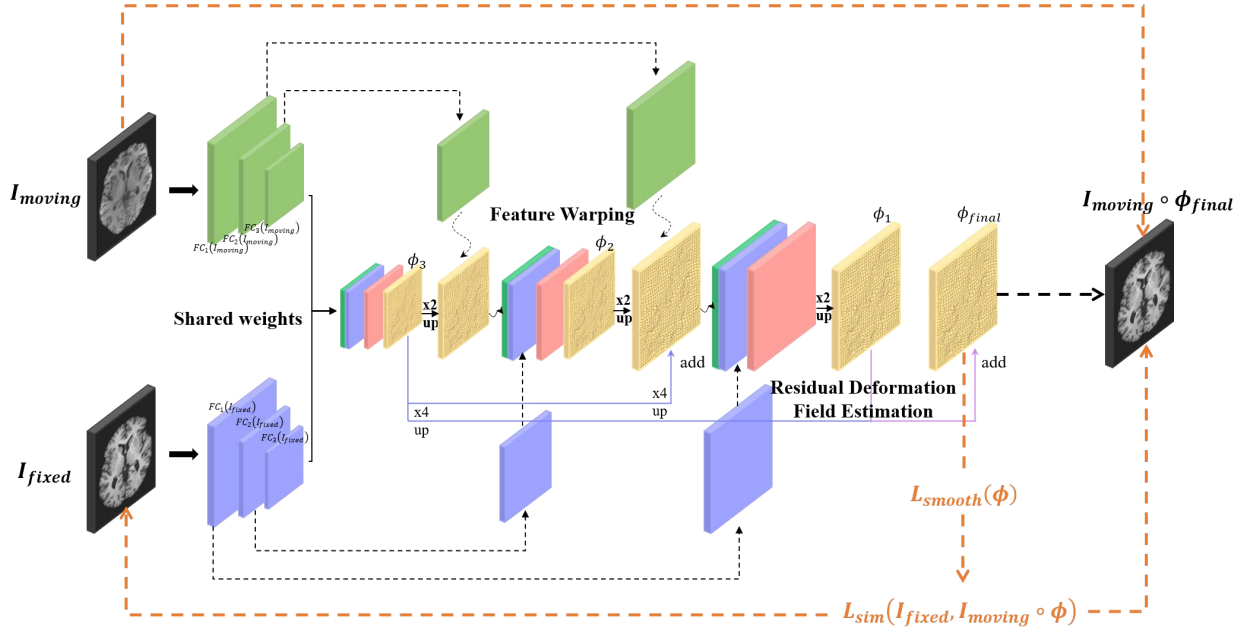 I_moving
FC_1(I_moving)
FC_2(I_moving)
FC_3(I_moving)
Shared weights
I_fixed
FC_1(I_fixed)
FC_2(I_fixed)
FC_3(I_fixed)
ϕ_3
x2
up
Feature Warping
ϕ_2
x2
up
add
x4
up
x4
up
x2
up
ϕ_1
ϕ_final
add
Residual Deformation
Field Estimation
I_moving ∘ ϕ_final
L_smooth(ϕ)
L_sim(I_fixed, I_moving ∘ ϕ)